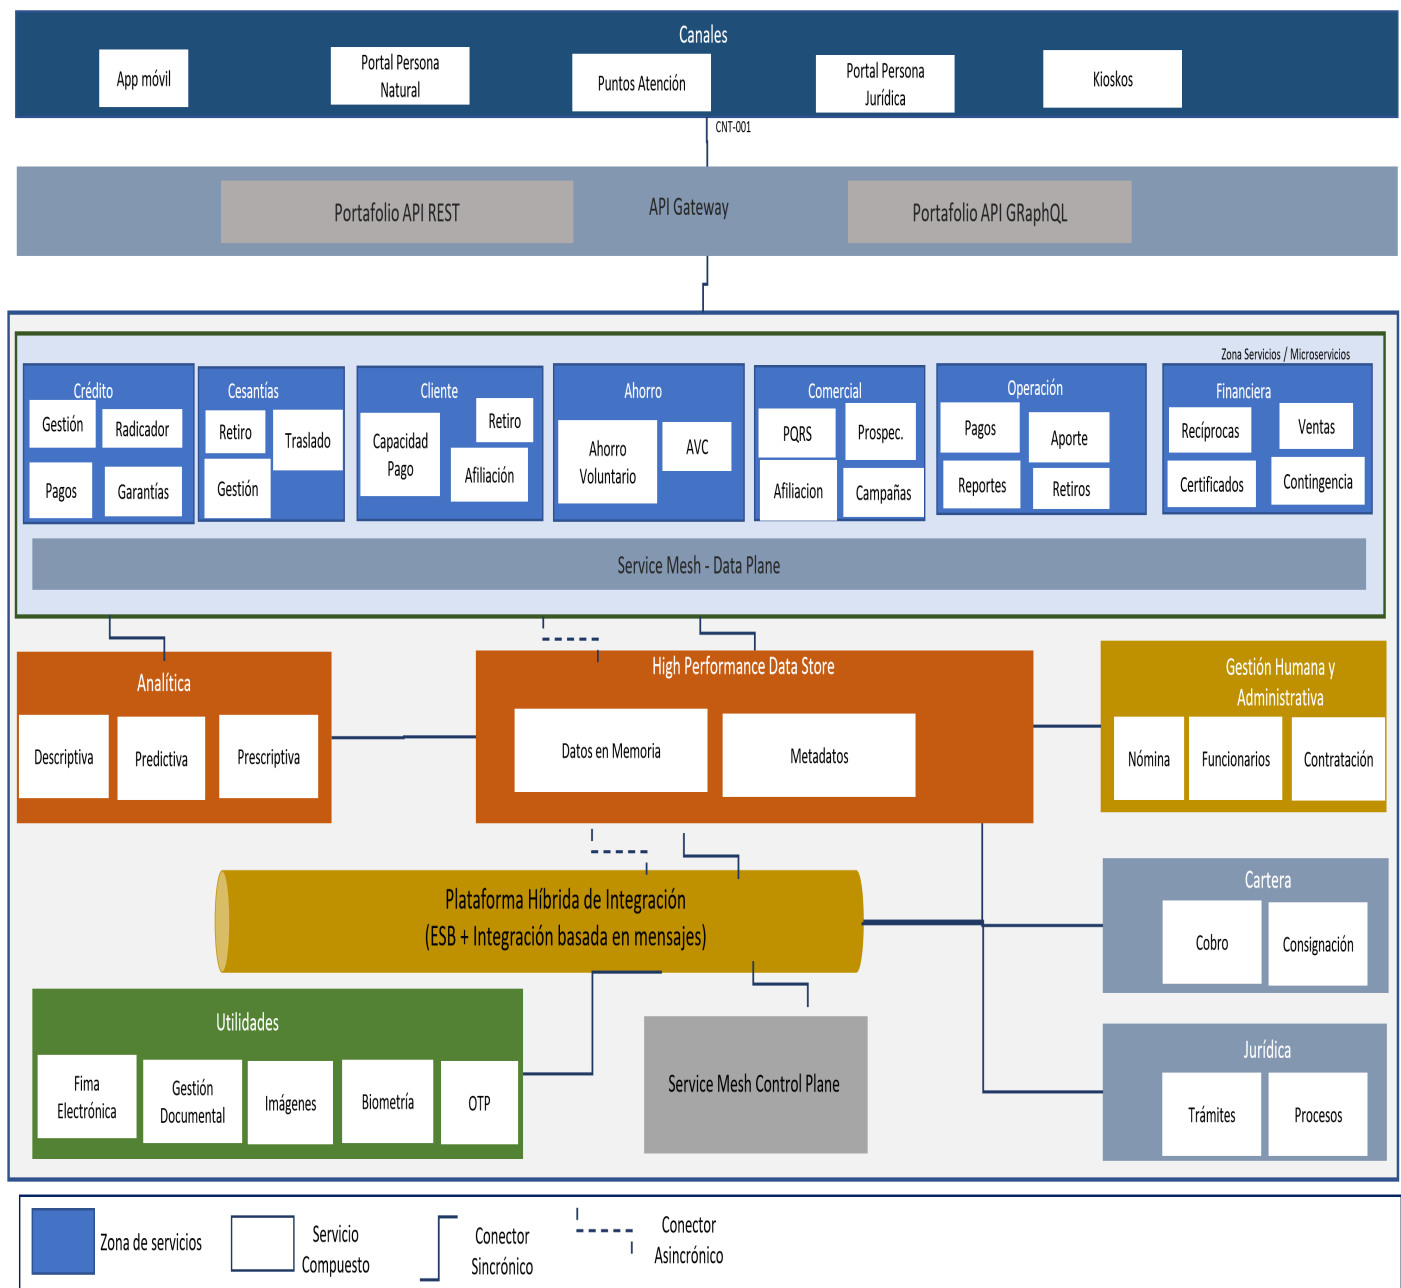 Canales
App móvil
Portal Persona
Natural
Puntos Atención
Portal Persona
Jurídica
Kioskos
CNT-001
Portafolio API REST
API Gateway
Portafolio API GRaphQL
Zona Servicios / Microservicios
Crédito
Gestión
Radicador
Pagos
Garantías
Cesantías
Retiro
Traslado
Gestión
Cliente
Capacidad
Pago
Retiro
Afiliación
Ahorro
Ahorro
Voluntario
AVC
Comercial
PQRS
Prospec.
Afiliacion
Campañas
Operación
Pagos
Aporte
Reportes
Retiros
Financiera
Recíprocas
Ventas
Certificados
Contingencia
Service Mesh - Data Plane
Analítica
Descriptiva
Predictiva
Prescriptiva
High Performance Data Store
Datos en Memoria
Metadatos
Gestión Humana y
Administrativa
Nómina
Funcionarios
Contratación
Plataforma Híbrida de Integración
(ESB + Integración basada en mensajes)
Cartera
Cobro
Consignación
Utilidades
Fima
Electrónica
Gestión
Documental
Imágenes
Biometría
OTP
Service Mesh Control Plane
Jurídica
Trámites
Procesos
Zona de servicios
Servicio
Compuesto
Conector
Sincrónico
Conector
Asincrónico